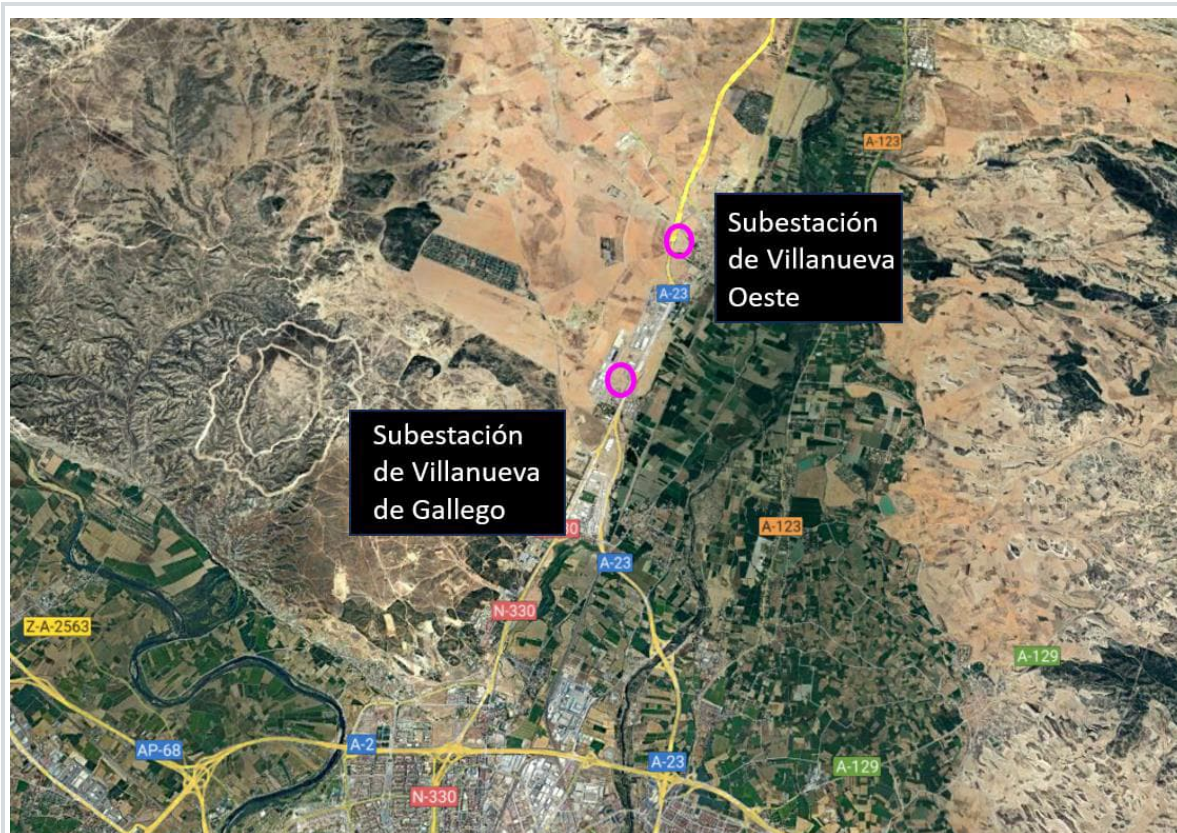 A-123
Subestación
de Villanueva
Oeste
A-23
Subestación
de Villanueva
de Gallego
A-123
A-23
N-330
Z-A-2563
A-129
AP-68
A-2
A-23
A-129
N-330